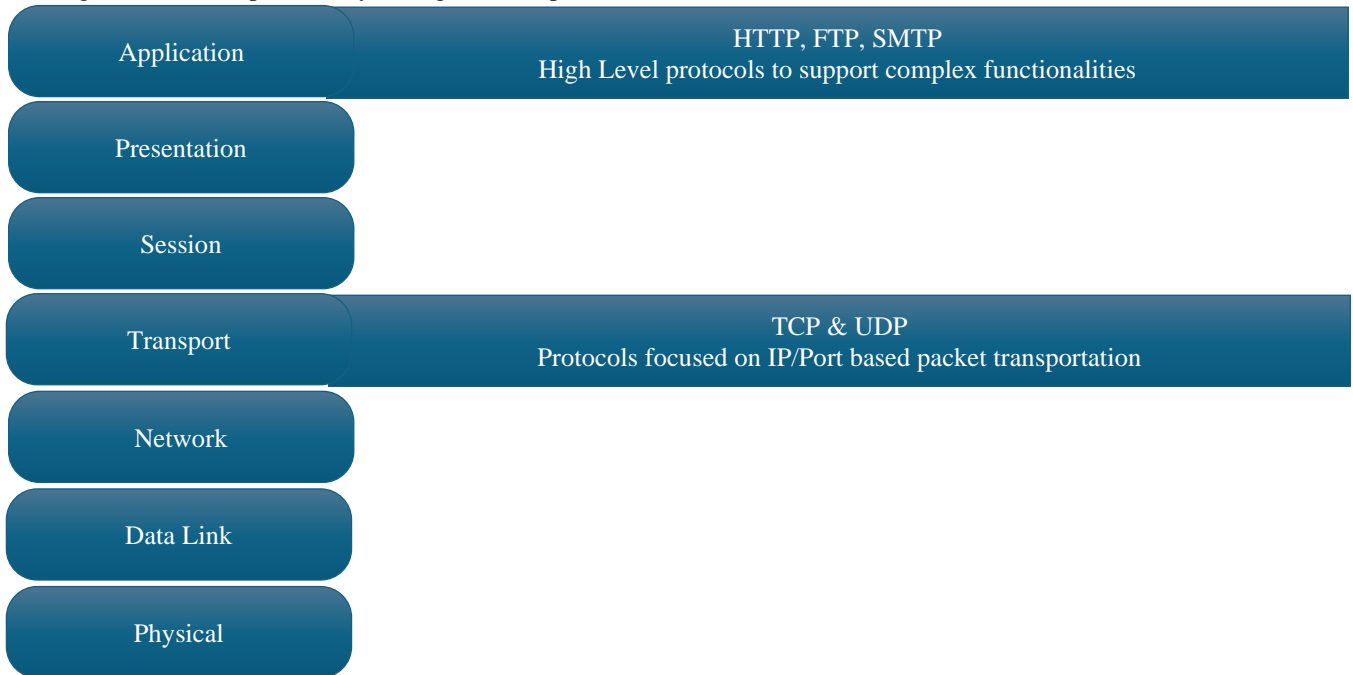 Application
HTTP, FTP, SMTP
High Level protocols to support complex functionalities
Presentation
Session
Transport
TCP & UDP
Protocols focused on IP/Port based packet transportation
Network
Data Link
Physical